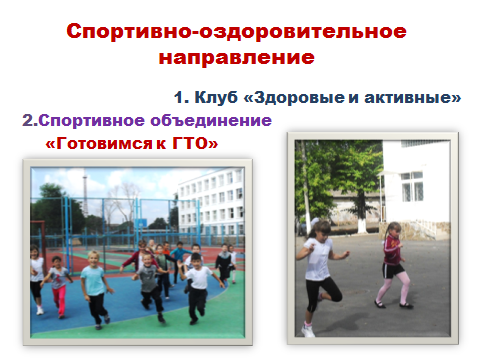 Спортивно-оздоровительное
направление
1. Клуб «Здоровые и активные»
2.Спортивное объединение
«Готовимся к ГТО»